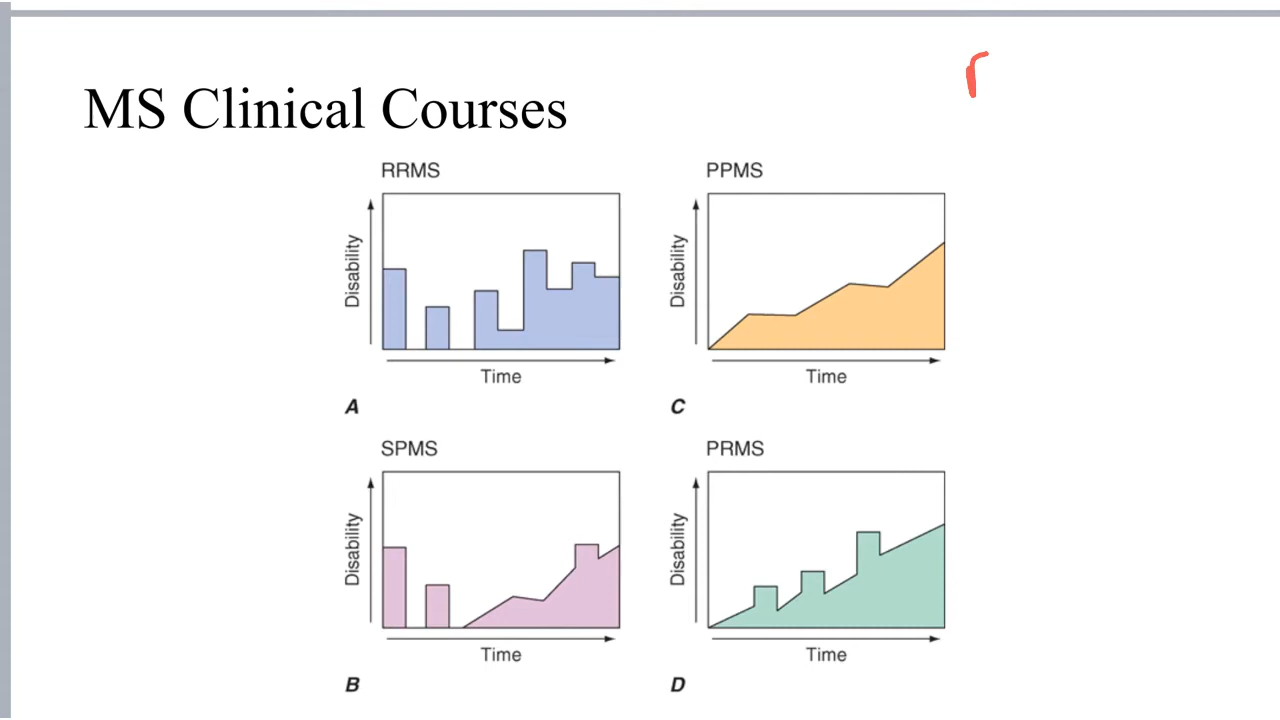 MS Clinical Courses
RRMS
Disability
Time
A
PPMS
Disability
Time
C
SPMS
Disability
Time
B
PRMS
Disability
Time
D